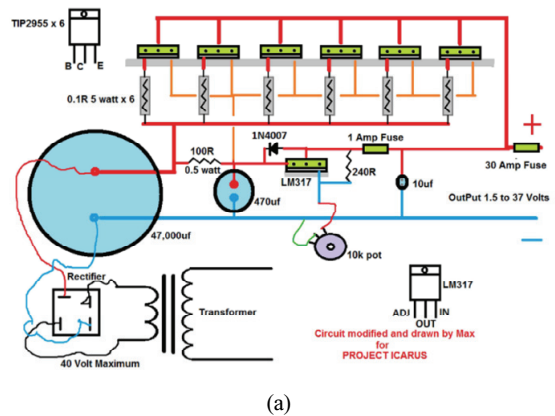 TIP2955 x 6
B C E
0.1R 5 watt x 6
1N4007
1 Amp Fuse
100R
0.5 watt
LM317
240R
30 Amp Fuse
+
470uf
10uf
OutPut 1.5 to 37 Volts
47,000uf
10k pot
Rectifier
Transformer
LM317
ADJ
IN
OUT
40 Volt Maximum
Circuit modified and drawn by Max
for
PROJECT ICARUS
(a)